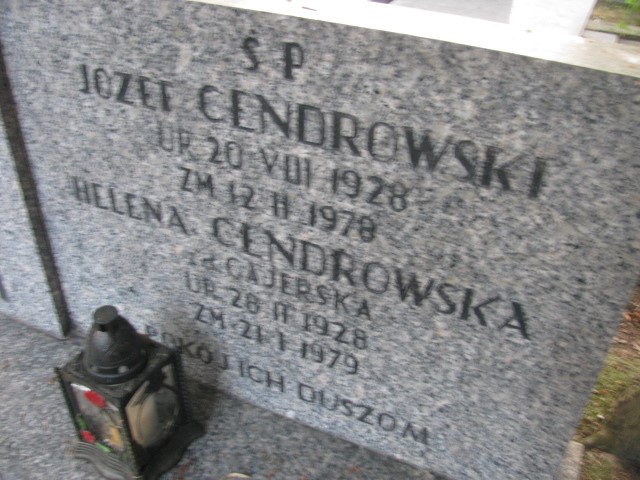 Ś P
JÓZEF CENDROWSKI
UR. 20 VIII 1928
ZM 12 II 1978
HELENA CENDROWSKA
GAJERSKA
UR. 28 II 1928
ZM 21 I 1979
POKÓJ ICH DUSZOM